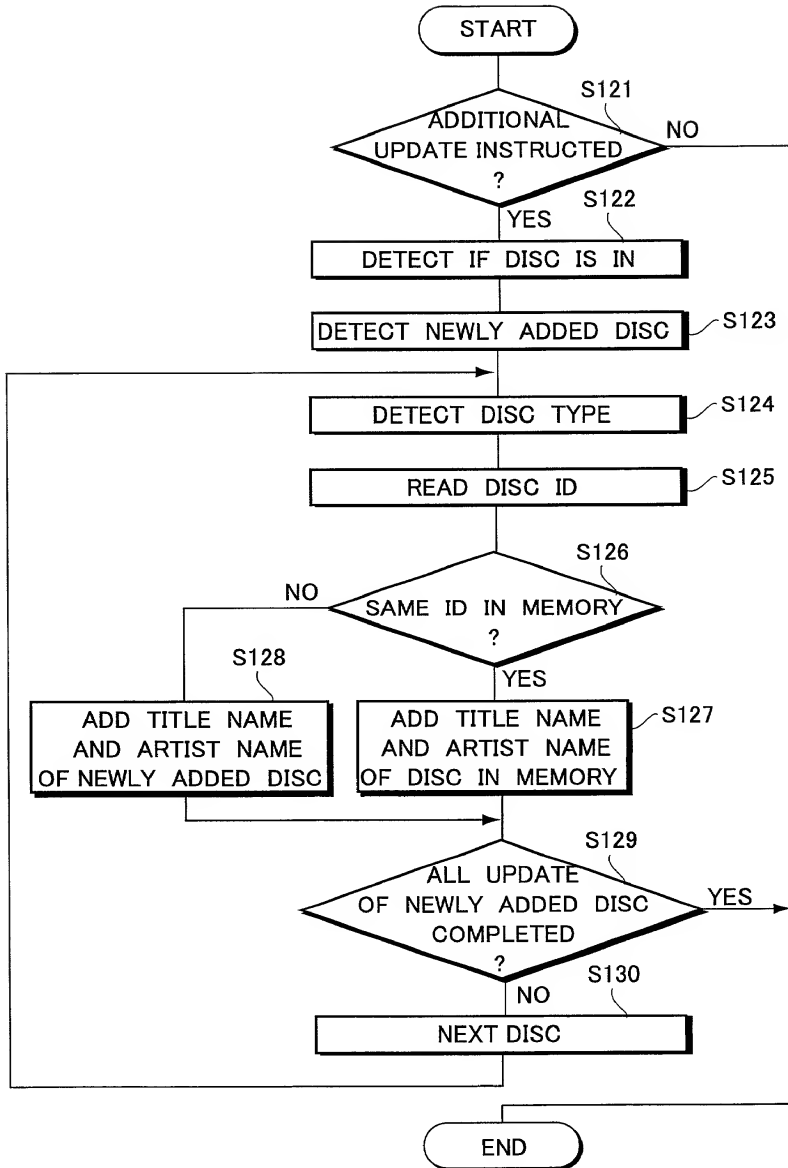 START
S121
ADDITIONAL
UPDATE INSTRUCTED
?
NO
YES
S122
DETECT IF DISC IS IN
DETECT NEWLY ADDED DISC
S123
DETECT DISC TYPE
S124
READ DISC ID
S125
S126
NO
SAME ID IN MEMORY
?
YES
S128
ADD TITLE NAME
AND ARTIST NAME
OF NEWLY ADDED DISC
ADD TITLE NAME
AND ARTIST NAME
OF DISC IN MEMORY
S127
S129
ALL UPDATE
OF NEWLY ADDED DISC
COMPLETED
?
YES
NO
S130
NEXT DISC
END